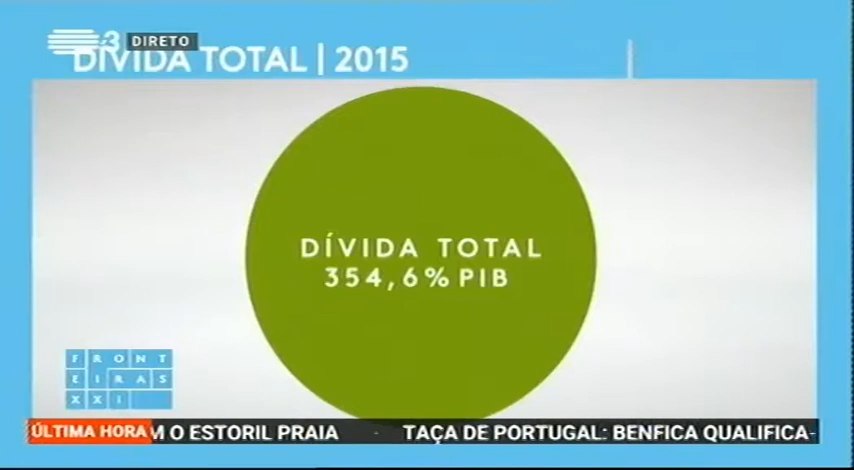 3 DIRETO
DÍVIDA TOTAL | 2015
DÍVIDA TOTAL
354,6% PIB
FRONT
EIRAS
XXI
ÚLTIMA HORA M O ESTORIL PRAIA - TAÇA DE PORTUGAL: BENFICA QUALIFICA-